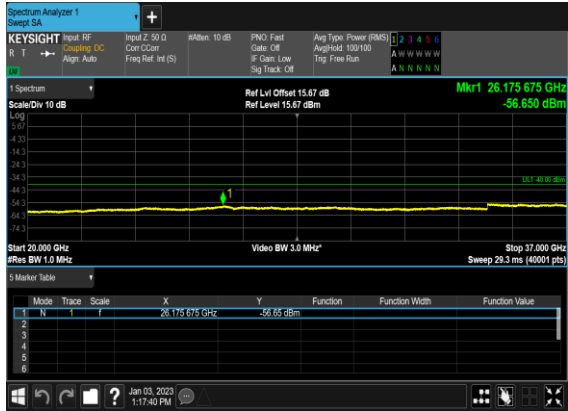 Spectrum Analyzer 1
Swept SA
+
KEYSIGHT Input: RF Input Z: 50 Ω #Atten: 10 dB PNO: Fast Avg Type: Power (RMS) 1 2 3 4 5 6
R T Coupling: DC Corr CCorr Gate: Off Avg|Hold: 100/100 A W W W W W
Align: Auto Freq Ref: Int (S) IF Gain: Low Trig: Free Run
LU Sig Track: Off A N N N N N
1 Spectrum Ref Lvl Offset 15.67 dB Mkr1 26.175 675 GHz
Scale/Div 10 dB Ref Level 15.67 dBm -56.650 dBm
Log
5.67
-4.33
-14.3
-24.3
-34.3 DL1 -40.00 dBm
-44.3
1
-54.3
-64.3
-74.3
Start 20.000 GHz Video BW 3.0 MHz* Stop 37.000 GHz
#Res BW 1.0 MHz Sweep 29.3 ms (40001 pts)
5 Marker Table
Mode Trace Scale X Y Function Function Width Function Value
1 N 1 f 26.175 675 GHz -56.65 dBm
2
3
4
5
6
? Jan 03, 2023
1:17:40 PM